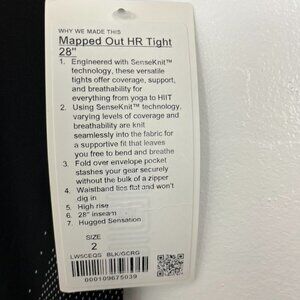 WHY WE MADE THIS
Mapped Out HR Tight
28"
1. Engineered with SenseKnit™
technology, these versatile
tights offer coverage, support,
and breathability for
everything from yoga to HIIT
2. Using SenseKnit™ technology,
varying levels of coverage and
breathability are knit
seamlessly into the fabric for
a supportive fit that leaves
you free to bend and breathe
3. Fold over envelope pocket
stashes your gear securely
without the bulk of a zipper
4. Waistband lies flat and won't
dig in
5. High rise
6. 28" inseam
7. Hugged Sensation
SIZE
2
LW5CEQS BLK/GCRG
000109675039